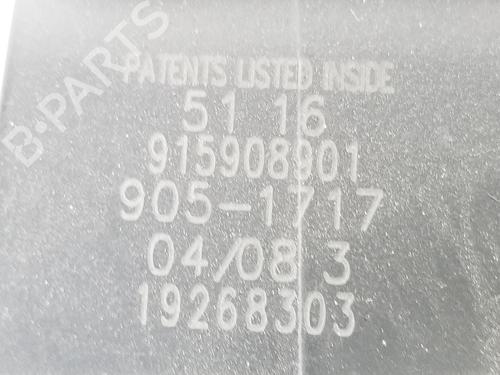 B-PARTS
PATENTS LISTED INSIDE
51 16
915908901
905-1717
04/08 3
19268303